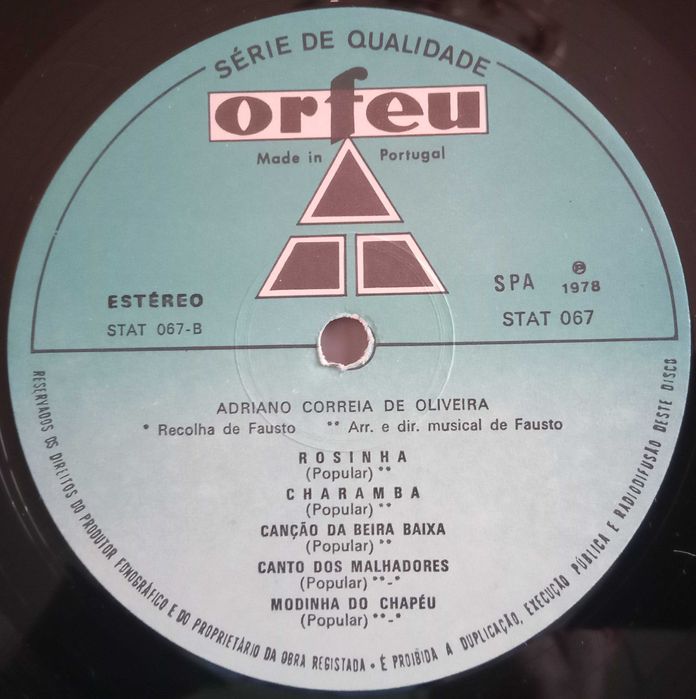 SÉRIE DE QUALIDADE
orfeu
Made in Portugal
ESTÉREO
STAT 067-B
SPA ℗ 1978
STAT 067
ADRIANO CORREIA DE OLIVEIRA
* Recolha de Fausto ** Arr. e dir. musical de Fausto
ROSINHA
(Popular) **
CHARAMBA
(Popular) **
CANÇÃO DA BEIRA BAIXA
(Popular) **
CANTO DOS MALHADORES
(Popular) **-*
MODINHA DO CHAPÉU
(Popular) **-*
RESERVADOS OS DIREITOS DO PRODUTOR FONOGRÁFICO E DO PROPRIETÁRIO DA OBRA REGISTADA • É PROIBIDA A DUPLICAÇÃO, EXECUÇÃO PÚBLICA E RADIODIFUSÃO DESTE DISCO